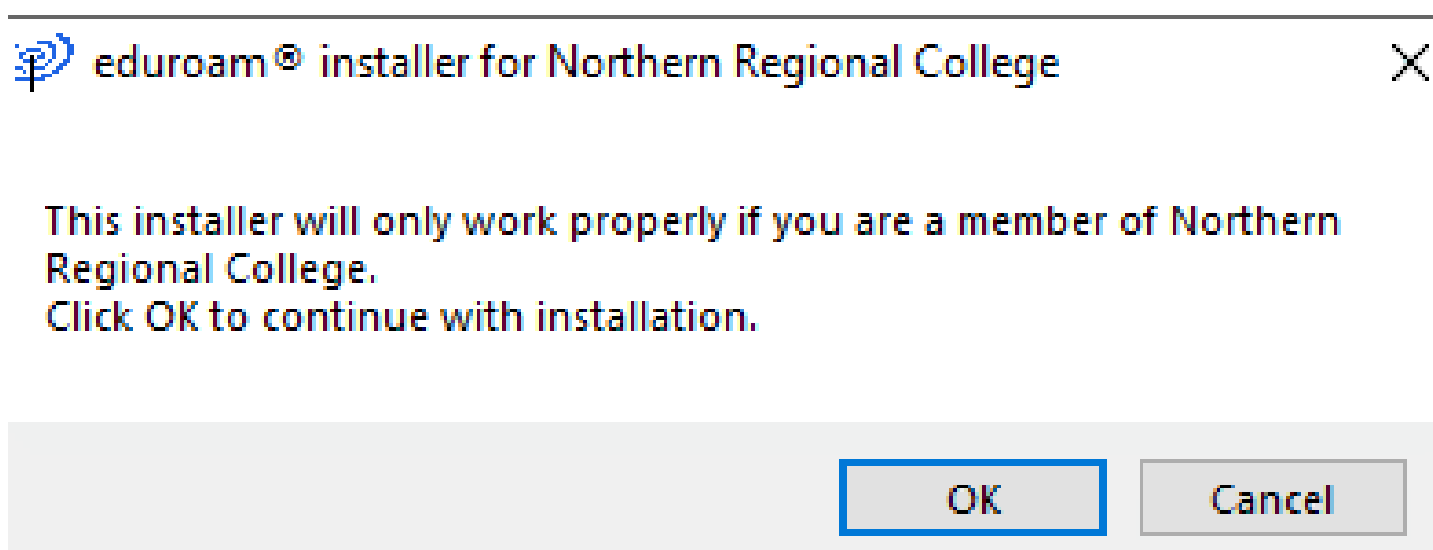 eduroam® installer for Northern Regional College
This installer will only work properly if you are a member of Northern
Regional College.
Click OK to continue with installation.
OK
Cancel